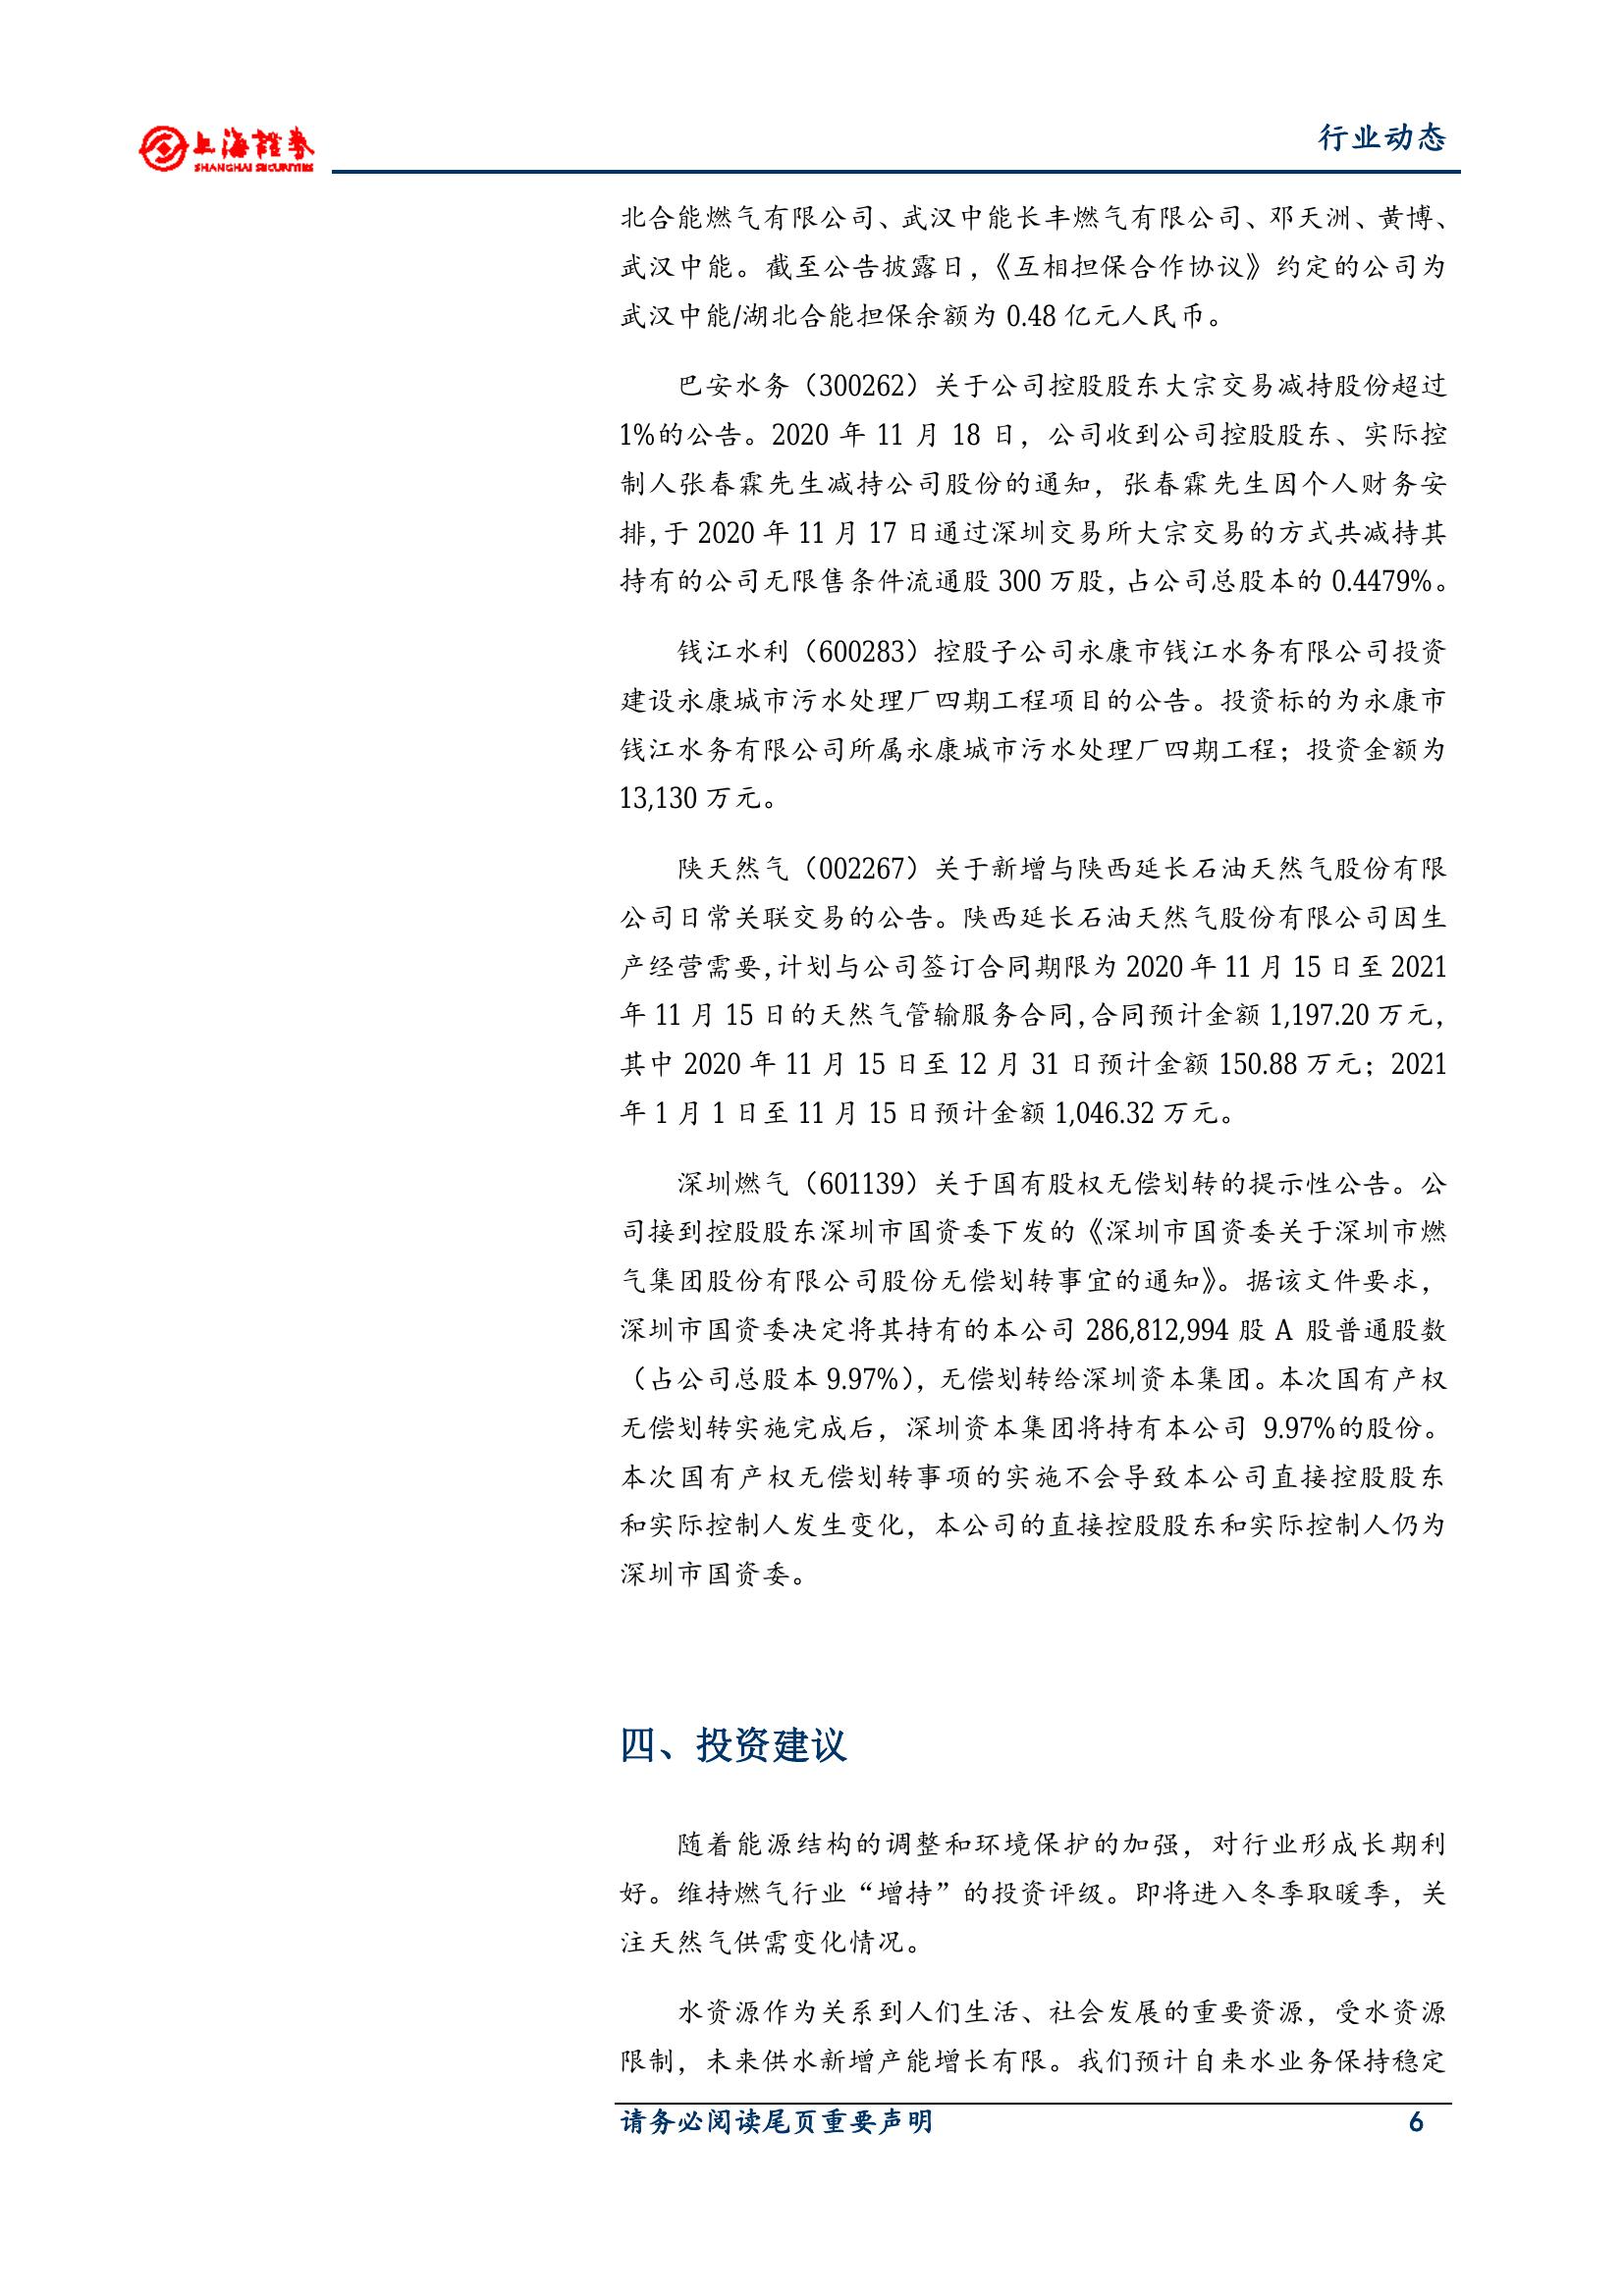 上海證券
SHANGHAI SECURITIES
行业动态
北合能燃气有限公司、武汉中能长丰燃气有限公司、邓天洲、黄博、
武汉中能。截至公告披露日，《互相担保合作协议》约定的公司为
武汉中能/湖北合能担保余额为 0.48 亿元人民币。
巴安水务（300262）关于公司控股股东大宗交易减持股份超过
1%的公告。2020 年 11 月 18 日，公司收到公司控股股东、实际控
制人张春霖先生减持公司股份的通知，张春霖先生因个人财务安
排，于 2020 年 11 月 17 日通过深圳交易所大宗交易的方式共减持其
持有的公司无限售条件流通股 300 万股，占公司总股本的 0.4479%。
钱江水利（600283）控股子公司永康市钱江水务有限公司投资
建设永康城市污水处理厂四期工程项目的公告。投资标的为永康市
钱江水务有限公司所属永康城市污水处理厂四期工程；投资金额为
13,130 万元。
陕天然气（002267）关于新增与陕西延长石油天然气股份有限
公司日常关联交易的公告。陕西延长石油天然气股份有限公司因生
产经营需要，计划与公司签订合同期限为 2020 年 11 月 15 日至 2021
年 11 月 15 日的天然气管输服务合同，合同预计金额 1,197.20 万元，
其中 2020 年 11 月 15 日至 12 月 31 日预计金额 150.88 万元；2021
年 1 月 1 日至 11 月 15 日预计金额 1,046.32 万元。
深圳燃气（601139）关于国有股权无偿划转的提示性公告。公
司接到控股股东深圳市国资委下发的《深圳市国资委关于深圳市燃
气集团股份有限公司股份无偿划转事宜的通知》。据该文件要求，
深圳市国资委决定将其持有的本公司 286,812,994 股 A 股普通股数
（占公司总股本 9.97%），无偿划转给深圳资本集团。本次国有产权
无偿划转实施完成后，深圳资本集团将持有本公司 9.97%的股份。
本次国有产权无偿划转事项的实施不会导致本公司直接控股股东
和实际控制人发生变化，本公司的直接控股股东和实际控制人仍为
深圳市国资委。
四、投资建议
随着能源结构的调整和环境保护的加强，对行业形成长期利
好。维持燃气行业“增持”的投资评级。即将进入冬季取暖季，关
注天然气供需变化情况。
水资源作为关系到人们生活、社会发展的重要资源，受水资源
限制，未来供水新增产能增长有限。我们预计自来水业务保持稳定
请务必阅读尾页重要声明
6